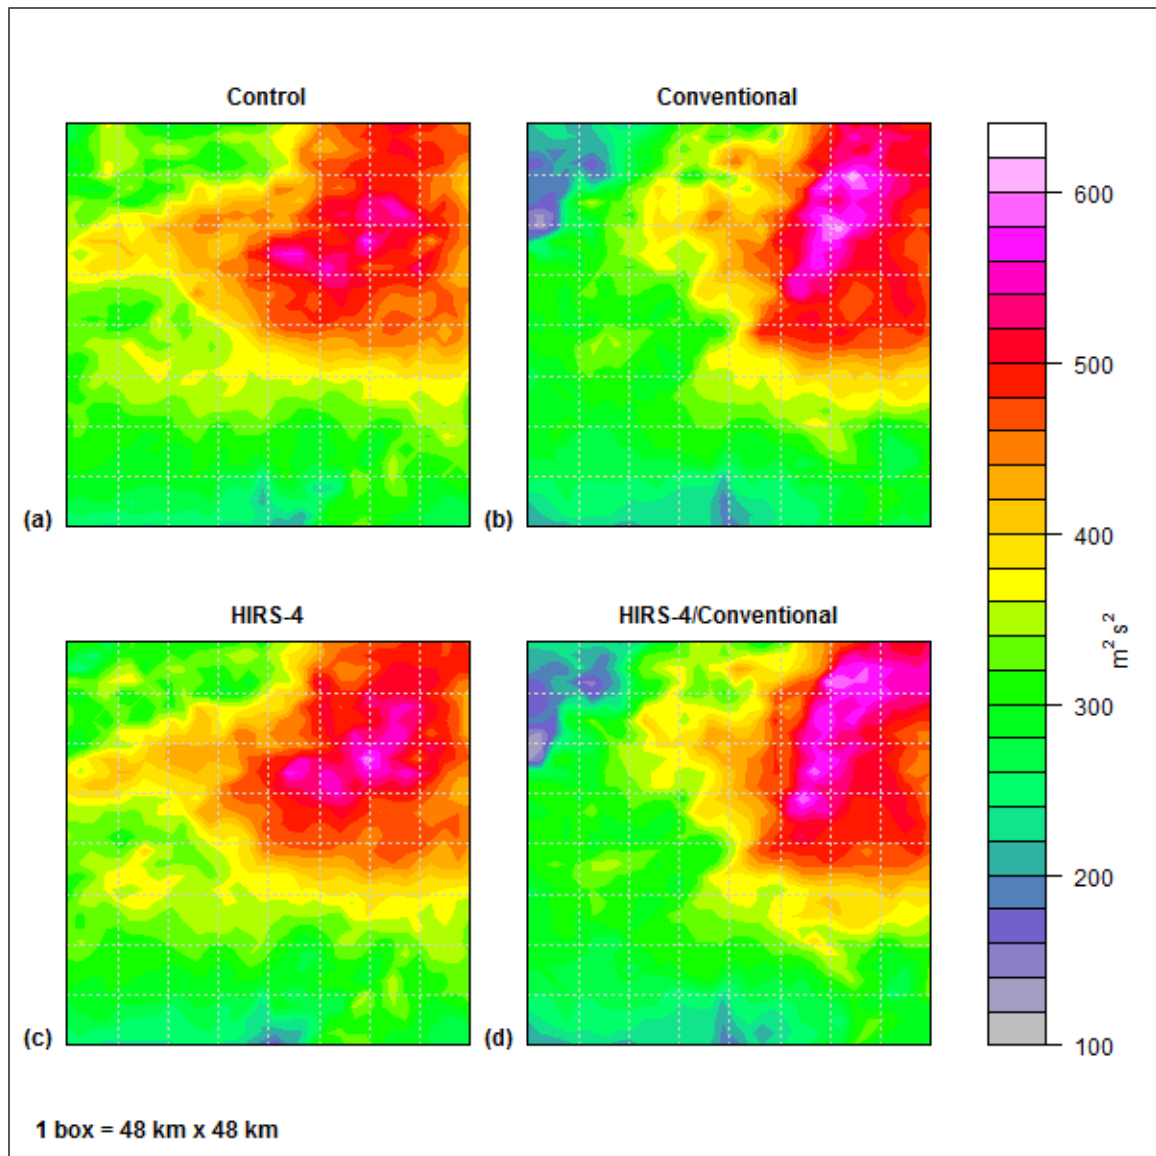 Control
Conventional
(a)
(b)
HIRS-4
HIRS-4/Conventional
(c)
(d)
600
500
400
300
200
100
m² s²
1 box = 48 km x 48 km